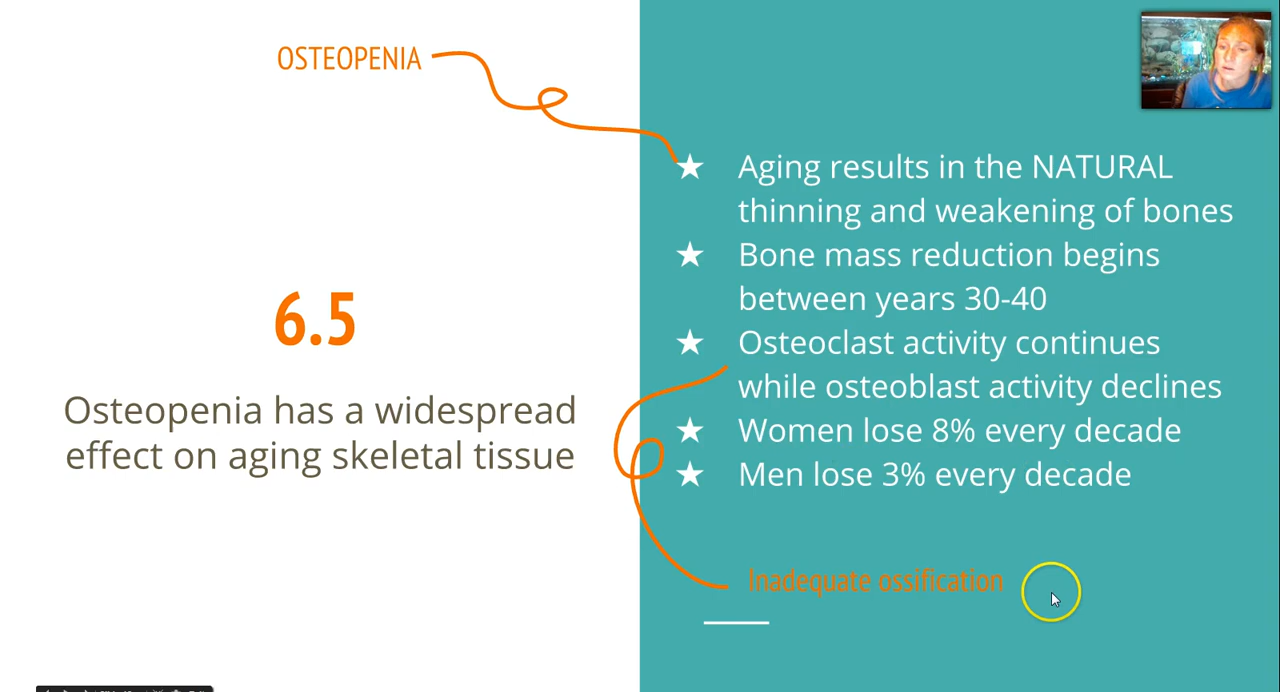 OSTEOPENIA
6.5
Osteopenia has a widespread
effect on aging skeletal tissue
★ Aging results in the NATURAL
thinning and weakening of bones
★ Bone mass reduction begins
between years 30-40
★ Osteoclast activity continues
while osteoblast activity declines
★ Women lose 8% every decade
★ Men lose 3% every decade
Inadequate ossification